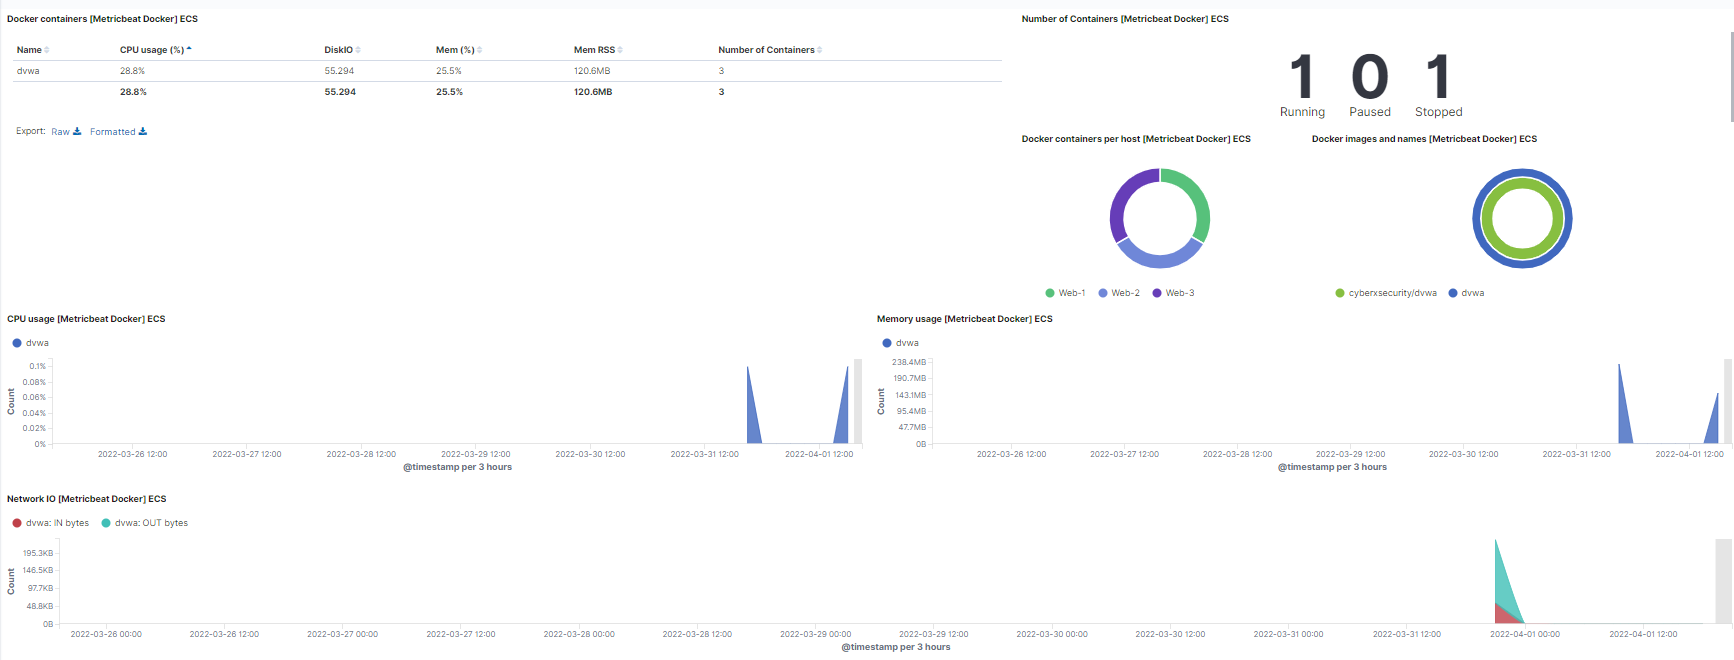 Docker containers [Metricbeat Docker] ECS
Name CPU usage (%) DiskIO Mem (%) Mem RSS Number of Containers
dvwa 28.8% 55.294 25.5% 120.6MB 3
28.8% 55.294 25.5% 120.6MB 3
Export: Raw Formatted
Number of Containers [Metricbeat Docker] ECS
1 0 1
Running Paused Stopped
Docker containers per host [Metricbeat Docker] ECS
Web-1 Web-2 Web-3
Docker images and names [Metricbeat Docker] ECS
cyberxsecurity/dvwa dvwa
CPU usage [Metricbeat Docker] ECS
dvwa
Count
0.1%
0.08%
0.06%
0.04%
0.02%
0%
2022-03-26 12:00 2022-03-27 12:00 2022-03-28 12:00 2022-03-29 12:00 2022-03-30 12:00 2022-03-31 12:00 2022-04-01 12:00
@timestamp per 3 hours
Memory usage [Metricbeat Docker] ECS
dvwa
Count
238.4MB
190.7MB
143.1MB
95.4MB
47.7MB
0B
2022-03-26 12:00 2022-03-27 12:00 2022-03-28 12:00 2022-03-29 12:00 2022-03-30 12:00 2022-03-31 12:00 2022-04-01 12:00
@timestamp per 3 hours
Network IO [Metricbeat Docker] ECS
dvwa: IN bytes dvwa: OUT bytes
Count
195.3KB
146.5KB
97.7KB
48.8KB
0B
2022-03-26 00:00 2022-03-26 12:00 2022-03-27 00:00 2022-03-27 12:00 2022-03-28 00:00 2022-03-28 12:00 2022-03-29 00:00 2022-03-29 12:00 2022-03-30 00:00 2022-03-30 12:00 2022-03-31 00:00 2022-03-31 12:00 2022-04-01 00:00 2022-04-01 12:00
@timestamp per 3 hours